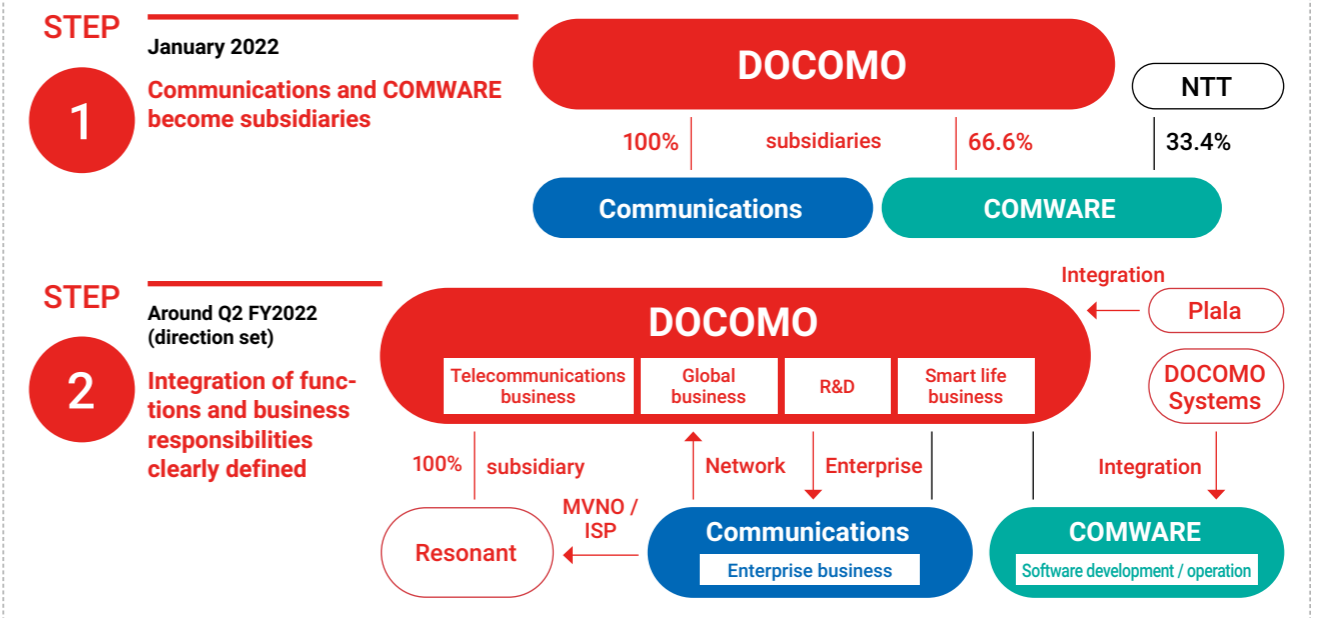 STEP
1
January 2022
Communications and COMWARE
become subsidiaries
DOCOMO
NTT
100%
subsidiaries
66.6%
33.4%
Communications
COMWARE
STEP
2
Around Q2 FY2022
(direction set)
Integration of func-
tions and business
responsibilities
clearly defined
DOCOMO
Telecommunications
business
Global
business
R&D
Smart life
business
Integration
Plala
DOCOMO
Systems
100%
subsidiary
Network
Enterprise
Integration
MVNO /
ISP
Resonant
Communications
Enterprise business
COMWARE
Software development / operation